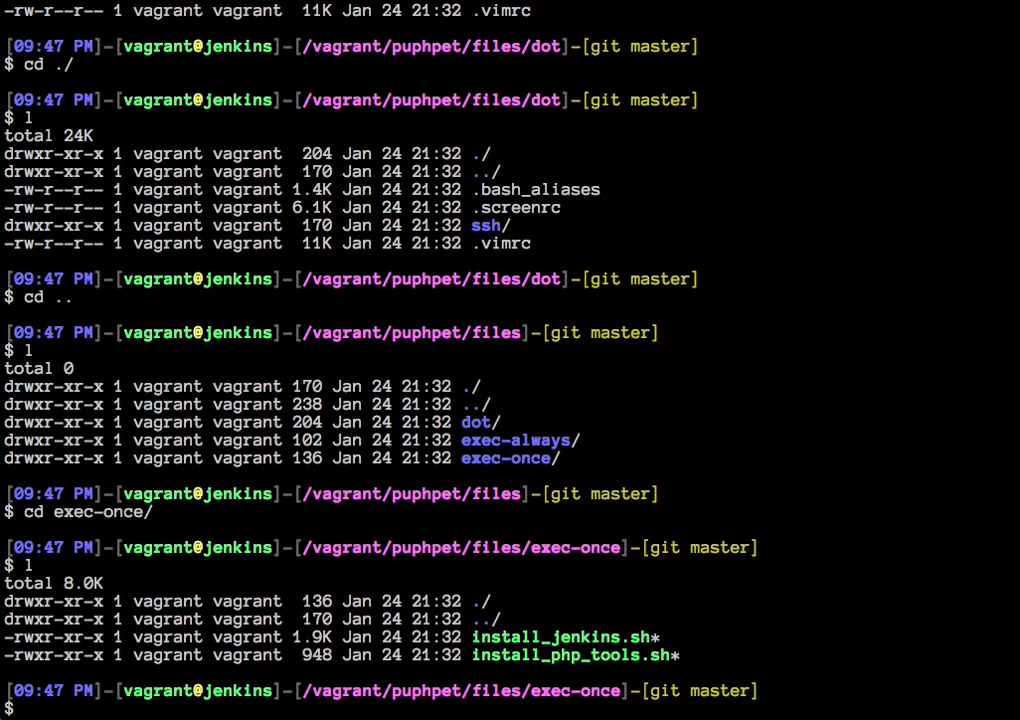 -rw-r--r-- 1 vagrant vagrant  11K Jan 24 21:32 .vimrc
[09:47 PM]-[vagrant@jenkins]-[/vagrant/puphpet/files/dot]-[git master]
$ cd ./
[09:47 PM]-[vagrant@jenkins]-[/vagrant/puphpet/files/dot]-[git master]
$ l
total 24K
drwxr-xr-x 1 vagrant vagrant  204 Jan 24 21:32 ./
drwxr-xr-x 1 vagrant vagrant  170 Jan 24 21:32 ../
-rw-r--r-- 1 vagrant vagrant 1.4K Jan 24 21:32 .bash_aliases
-rw-r--r-- 1 vagrant vagrant 6.1K Jan 24 21:32 .screenrc
drwxr-xr-x 1 vagrant vagrant  170 Jan 24 21:32 ssh/
-rw-r--r-- 1 vagrant vagrant  11K Jan 24 21:32 .vimrc
[09:47 PM]-[vagrant@jenkins]-[/vagrant/puphpet/files/dot]-[git master]
$ cd ..
[09:47 PM]-[vagrant@jenkins]-[/vagrant/puphpet/files]-[git master]
$ l
total 0
drwxr-xr-x 1 vagrant vagrant 170 Jan 24 21:32 ./
drwxr-xr-x 1 vagrant vagrant 238 Jan 24 21:32 ../
drwxr-xr-x 1 vagrant vagrant 204 Jan 24 21:32 dot/
drwxr-xr-x 1 vagrant vagrant 102 Jan 24 21:32 exec-always/
drwxr-xr-x 1 vagrant vagrant 136 Jan 24 21:32 exec-once/
[09:47 PM]-[vagrant@jenkins]-[/vagrant/puphpet/files]-[git master]
$ cd exec-once/
[09:47 PM]-[vagrant@jenkins]-[/vagrant/puphpet/files/exec-once]-[git master]
$ l
total 8.0K
drwxr-xr-x 1 vagrant vagrant  136 Jan 24 21:32 ./
drwxr-xr-x 1 vagrant vagrant  170 Jan 24 21:32 ../
-rwxr-xr-x 1 vagrant vagrant 1.9K Jan 24 21:32 install_jenkins.sh*
-rwxr-xr-x 1 vagrant vagrant  948 Jan 24 21:32 install_php_tools.sh*
[09:47 PM]-[vagrant@jenkins]-[/vagrant/puphpet/files/exec-once]-[git master]
$